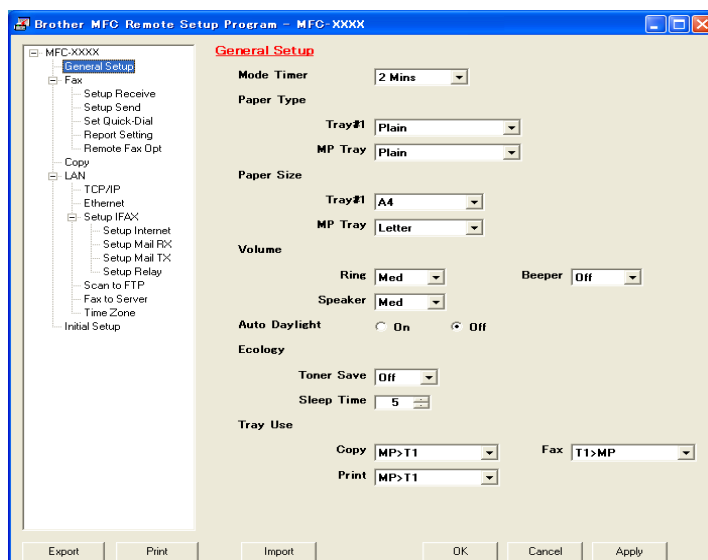 Brother MFC Remote Setup Program - MFC-XXXX
MFC-XXXX
General Setup
Fax
Setup Receive
Setup Send
Set Quick-Dial
Report Setting
Remote Fax Opt
Copy
LAN
TCP/IP
Ethernet
Setup IFAX
Setup Internet
Setup Mail RX
Setup Mail TX
Setup Relay
Scan to FTP
Fax to Server
Time Zone
Initial Setup
General Setup
Mode Timer 2 Mins
Paper Type
Tray#1 Plain
MP Tray Plain
Paper Size
Tray#1 A4
MP Tray Letter
Volume
Ring Med Beeper Off
Speaker Med
Auto Daylight On Off
Ecology
Toner Save Off
Sleep Time 5
Tray Use
Copy MP>T1 Fax T1>MP
Print MP>T1
Export Print Import OK Cancel Apply